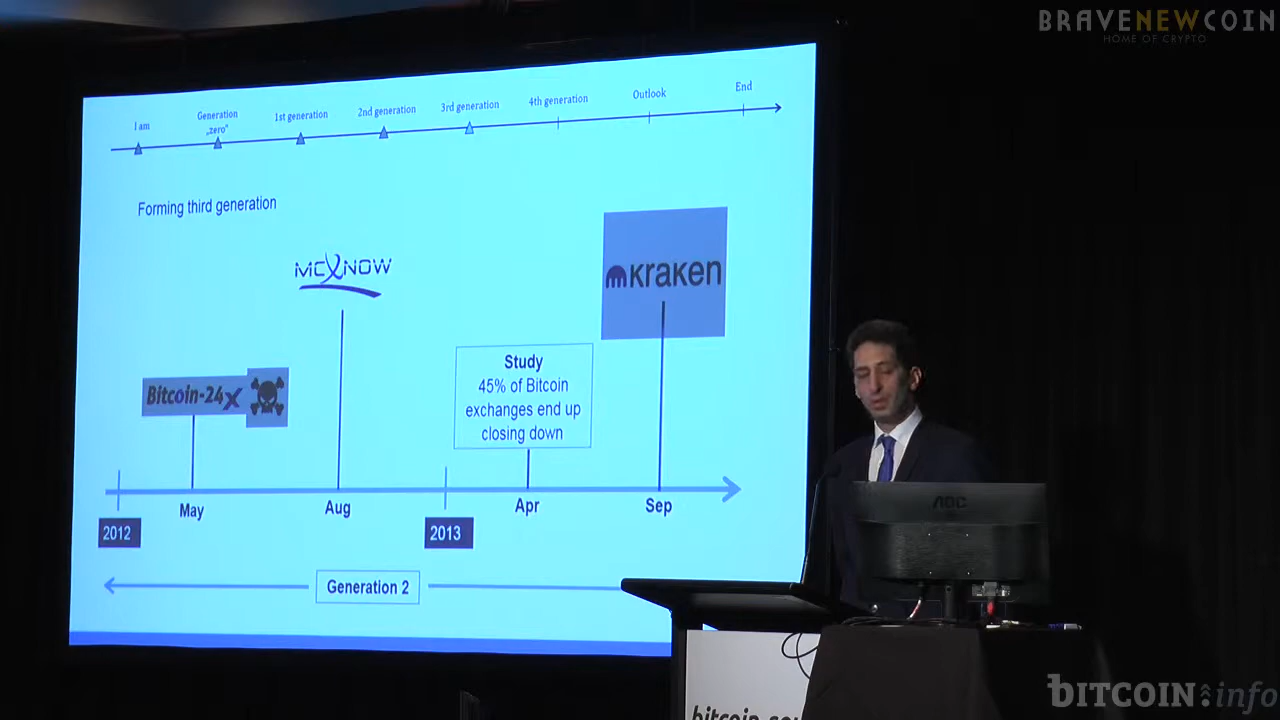 BRAVENEWCOIN
HOME OF CRYPTO
I am
Generation
„zero"
1st generation
2nd generation
3rd generation
4th generation
Outlook
End
Forming third generation
MCXNOW
kraken
Bitcoin-24x
Study
45% of Bitcoin
exchanges end up
closing down
May
Aug
Apr
Sep
2012
2013
Generation 2
AOC
bitcoin
BITCOIN info